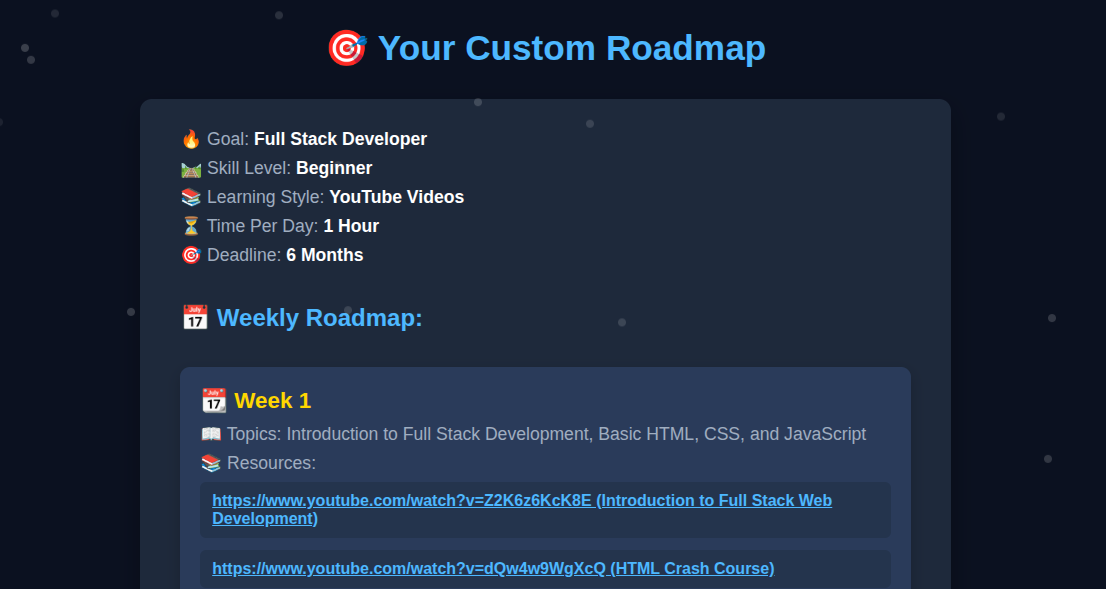 🎯 Your Custom Roadmap
🔥 Goal: Full Stack Developer
🛤️ Skill Level: Beginner
📚 Learning Style: YouTube Videos
⏳ Time Per Day: 1 Hour
🎯 Deadline: 6 Months
📅 Weekly Roadmap:
📆 Week 1
📖 Topics: Introduction to Full Stack Development, Basic HTML, CSS, and JavaScript
📚 Resources:
https://www.youtube.com/watch?v=Z2K6z6KcK8E (Introduction to Full Stack Web
Development)
https://www.youtube.com/watch?v=dQw4w9WgXcQ (HTML Crash Course)